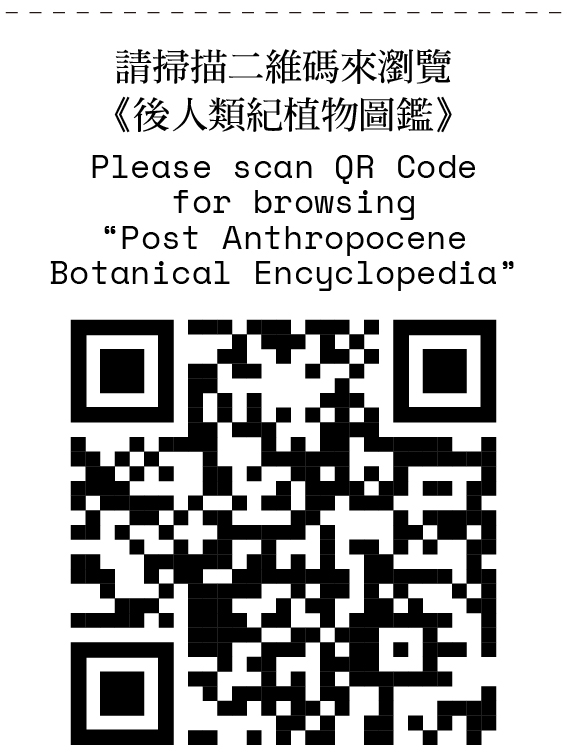 請掃描二維碼來瀏覽
《後人類紀植物圖鑑》
Please scan QR Code
for browsing
“Post Anthropocene
Botanical Encyclopedia”